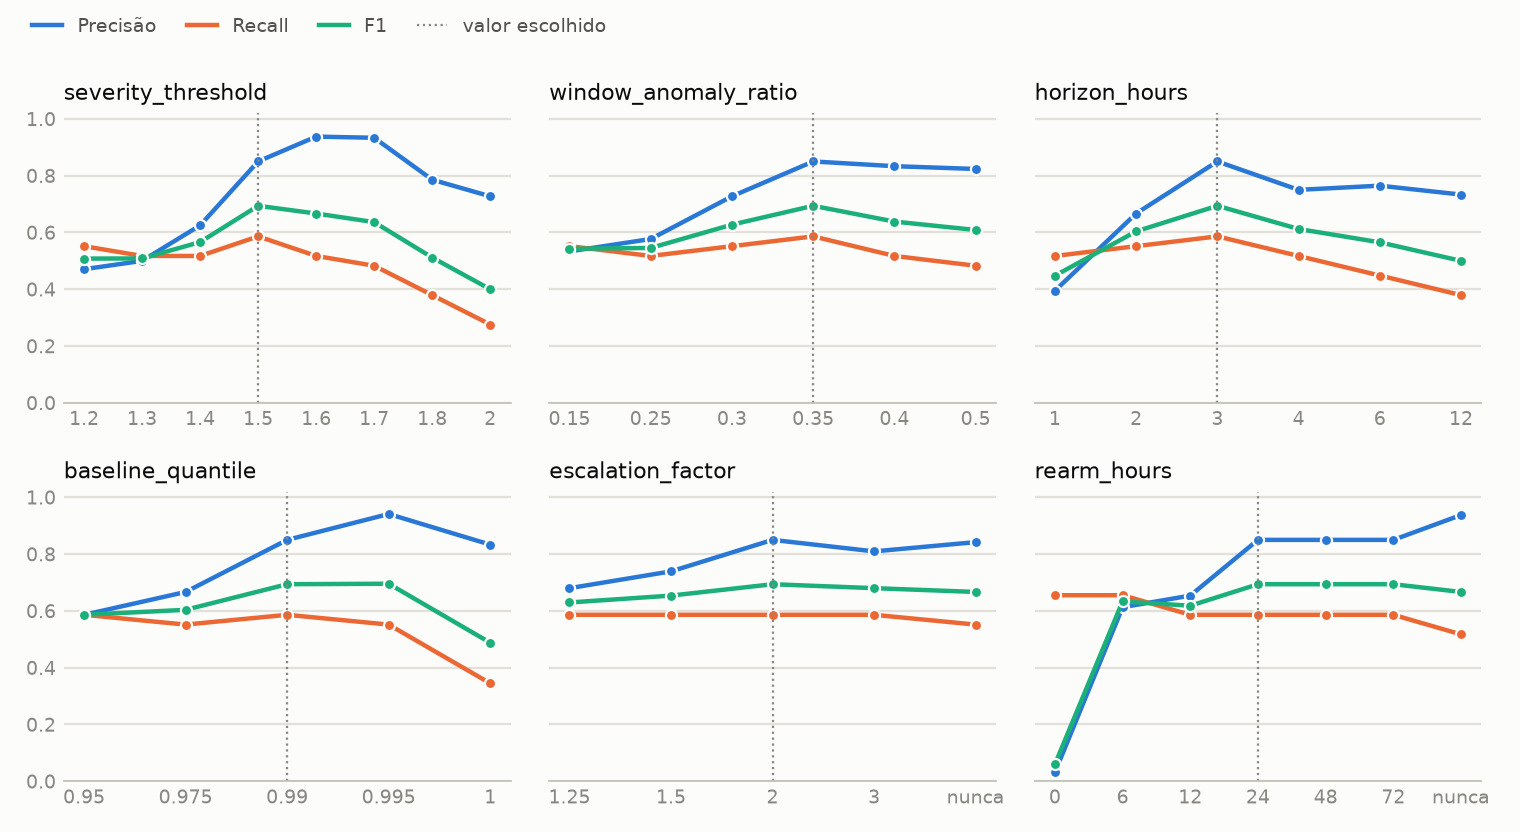 Precisão Recall F1 valor escolhido
severity_threshold window_anomaly_ratio horizon_hours
1.0
0.8
0.6
0.4
0.2
0.0
1.2 1.3 1.4 1.5 1.6 1.7 1.8 2 0.15 0.25 0.3 0.35 0.4 0.5 1 2 3 4 6 12
baseline_quantile escalation_factor rearm_hours
1.0
0.8
0.6
0.4
0.2
0.0
0.95 0.975 0.99 0.995 1 1.25 1.5 2 3 nunca 0 6 12 24 48 72 nunca